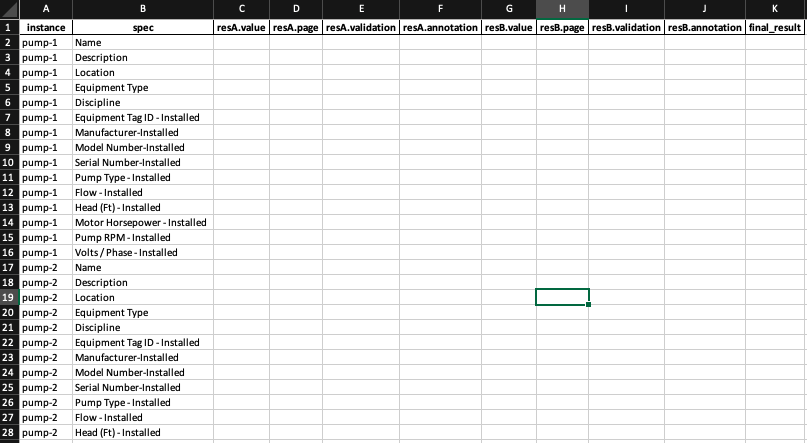 A B C D E F G H I J K
1 instance spec resA.value resA.page resA.validation resA.annotation resB.value resB.page resB.validation resB.annotation final_result
2 pump-1 Name
3 pump-1 Description
4 pump-1 Location
5 pump-1 Equipment Type
6 pump-1 Discipline
7 pump-1 Equipment Tag ID - Installed
8 pump-1 Manufacturer-Installed
9 pump-1 Model Number-Installed
10 pump-1 Serial Number-Installed
11 pump-1 Pump Type - Installed
12 pump-1 Flow - Installed
13 pump-1 Head (Ft) - Installed
14 pump-1 Motor Horsepower - Installed
15 pump-1 Pump RPM - Installed
16 pump-1 Volts / Phase - Installed
17 pump-2 Name
18 pump-2 Description
19 pump-2 Location
20 pump-2 Equipment Type
21 pump-2 Discipline
22 pump-2 Equipment Tag ID - Installed
23 pump-2 Manufacturer-Installed
24 pump-2 Model Number-Installed
25 pump-2 Serial Number-Installed
26 pump-2 Pump Type - Installed
27 pump-2 Flow - Installed
28 pump-2 Head (Ft) - Installed